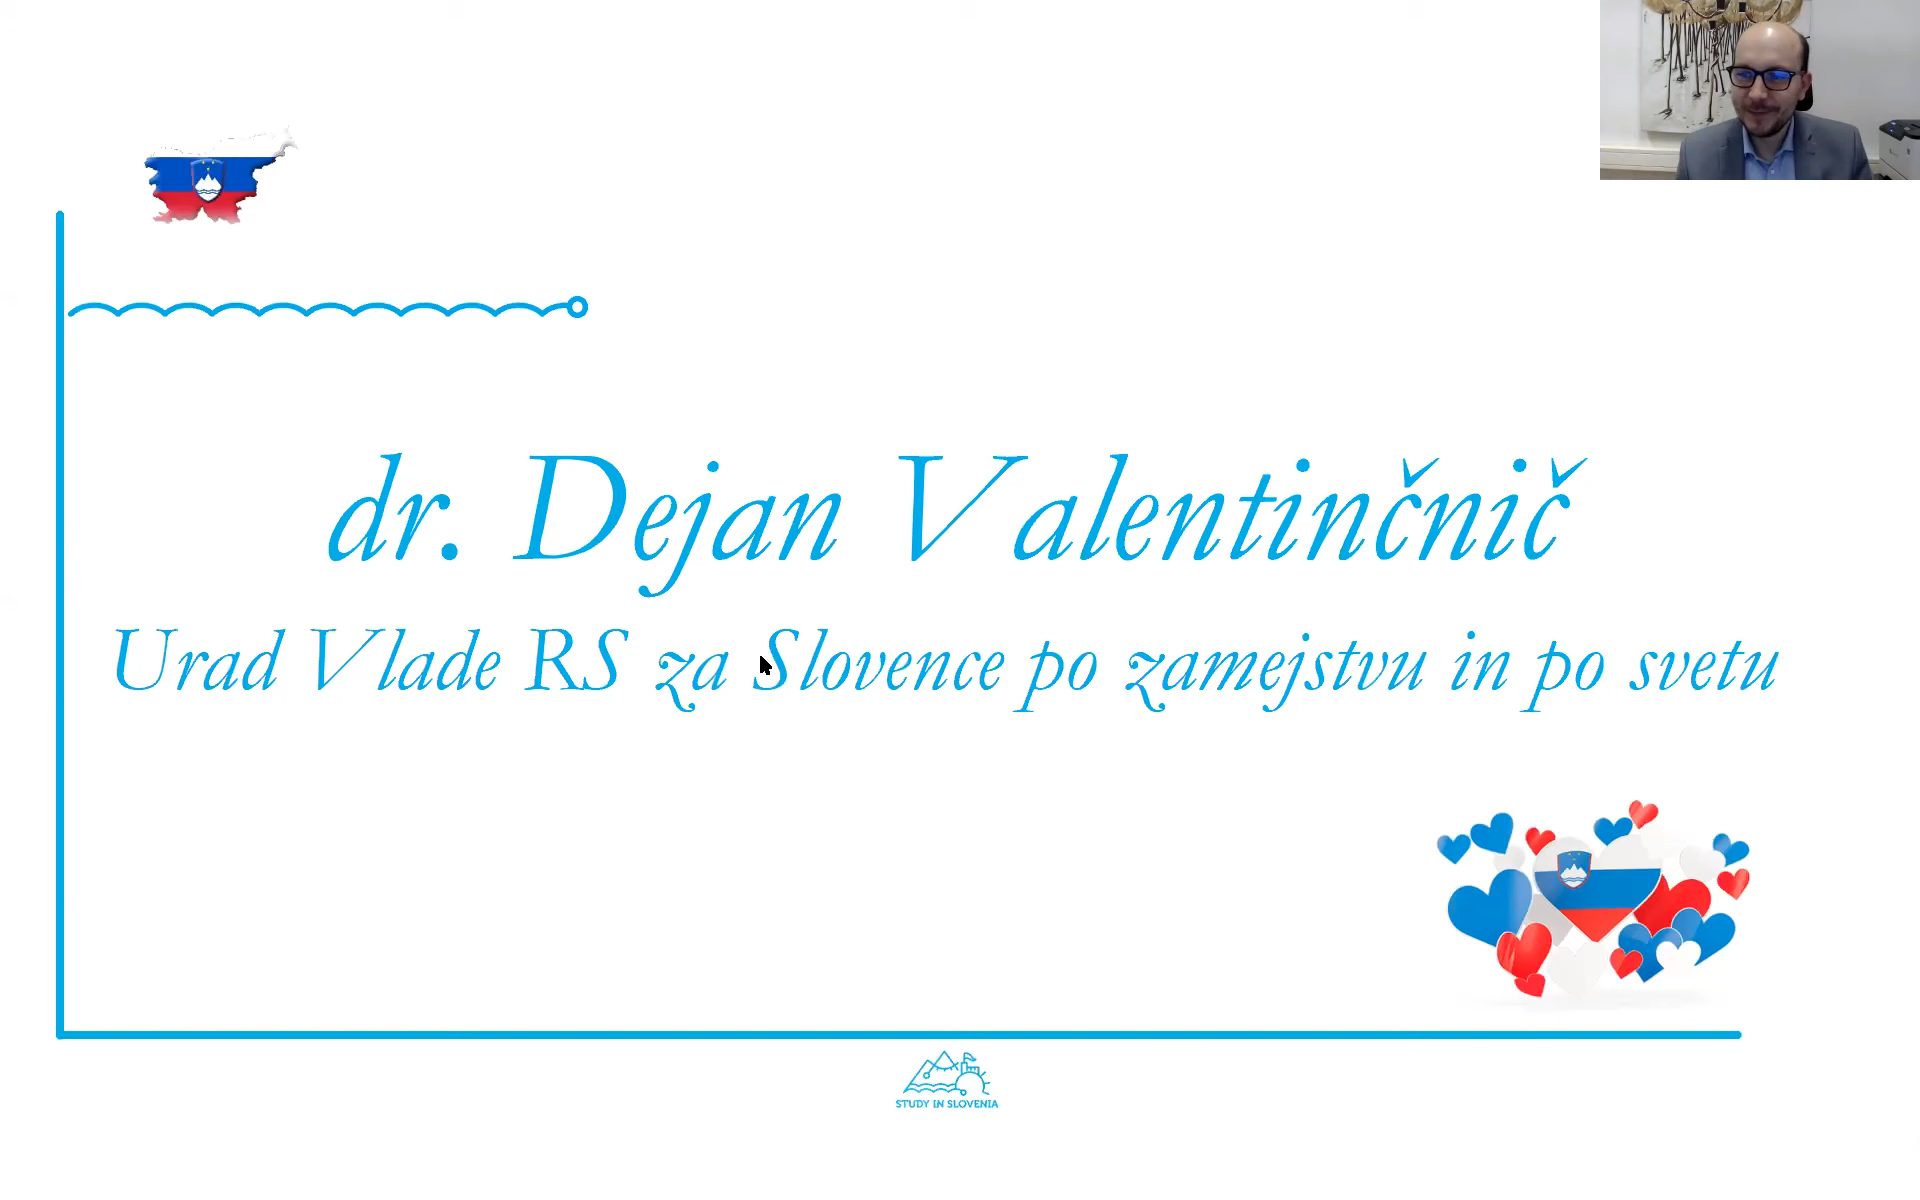 dr. Dejan Valentinčnič
Urad Vlade RS za Slovence po zamejstvu in po svetu
STUDY IN SLOVENIA